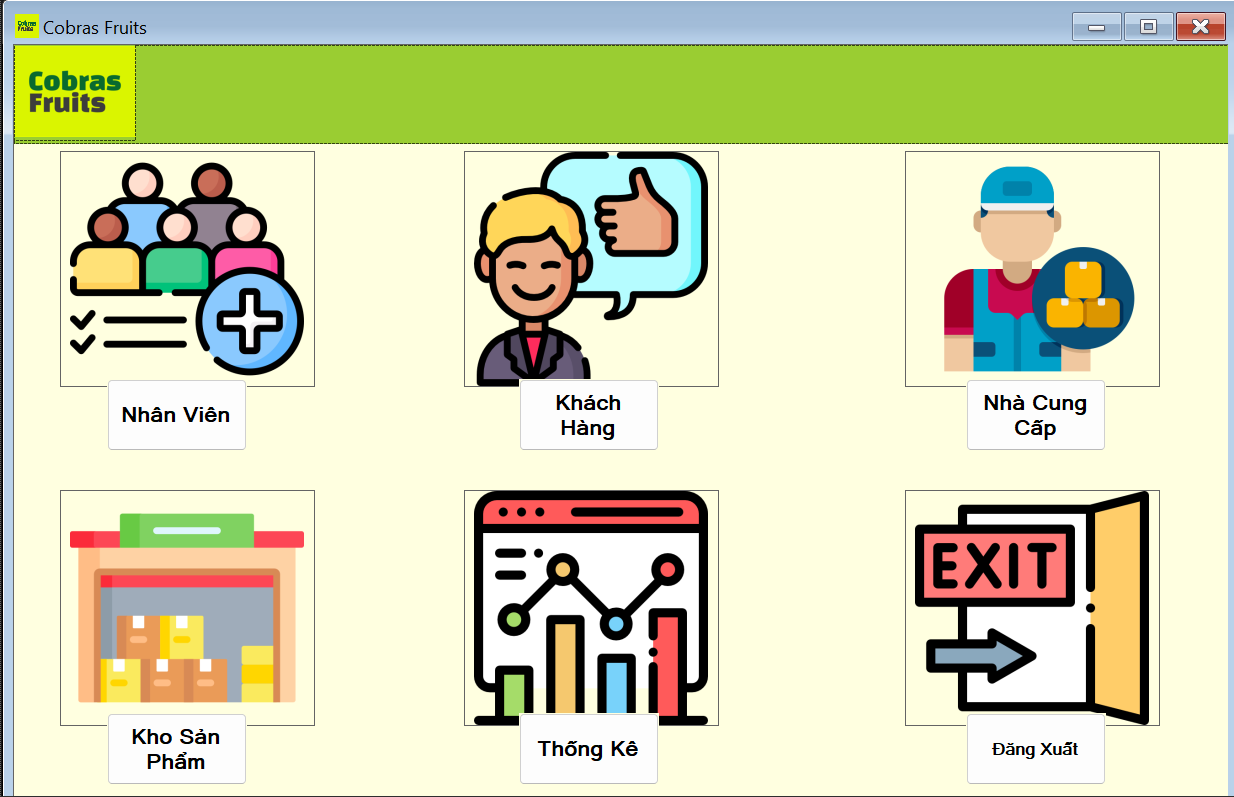 Cobras Fruits
Cobras
Fruits
Nhân Viên
Khách
Hàng
Nhà Cung
Cấp
EXIT
Kho Sản
Phẩm
Thống Kê
Đăng Xuất